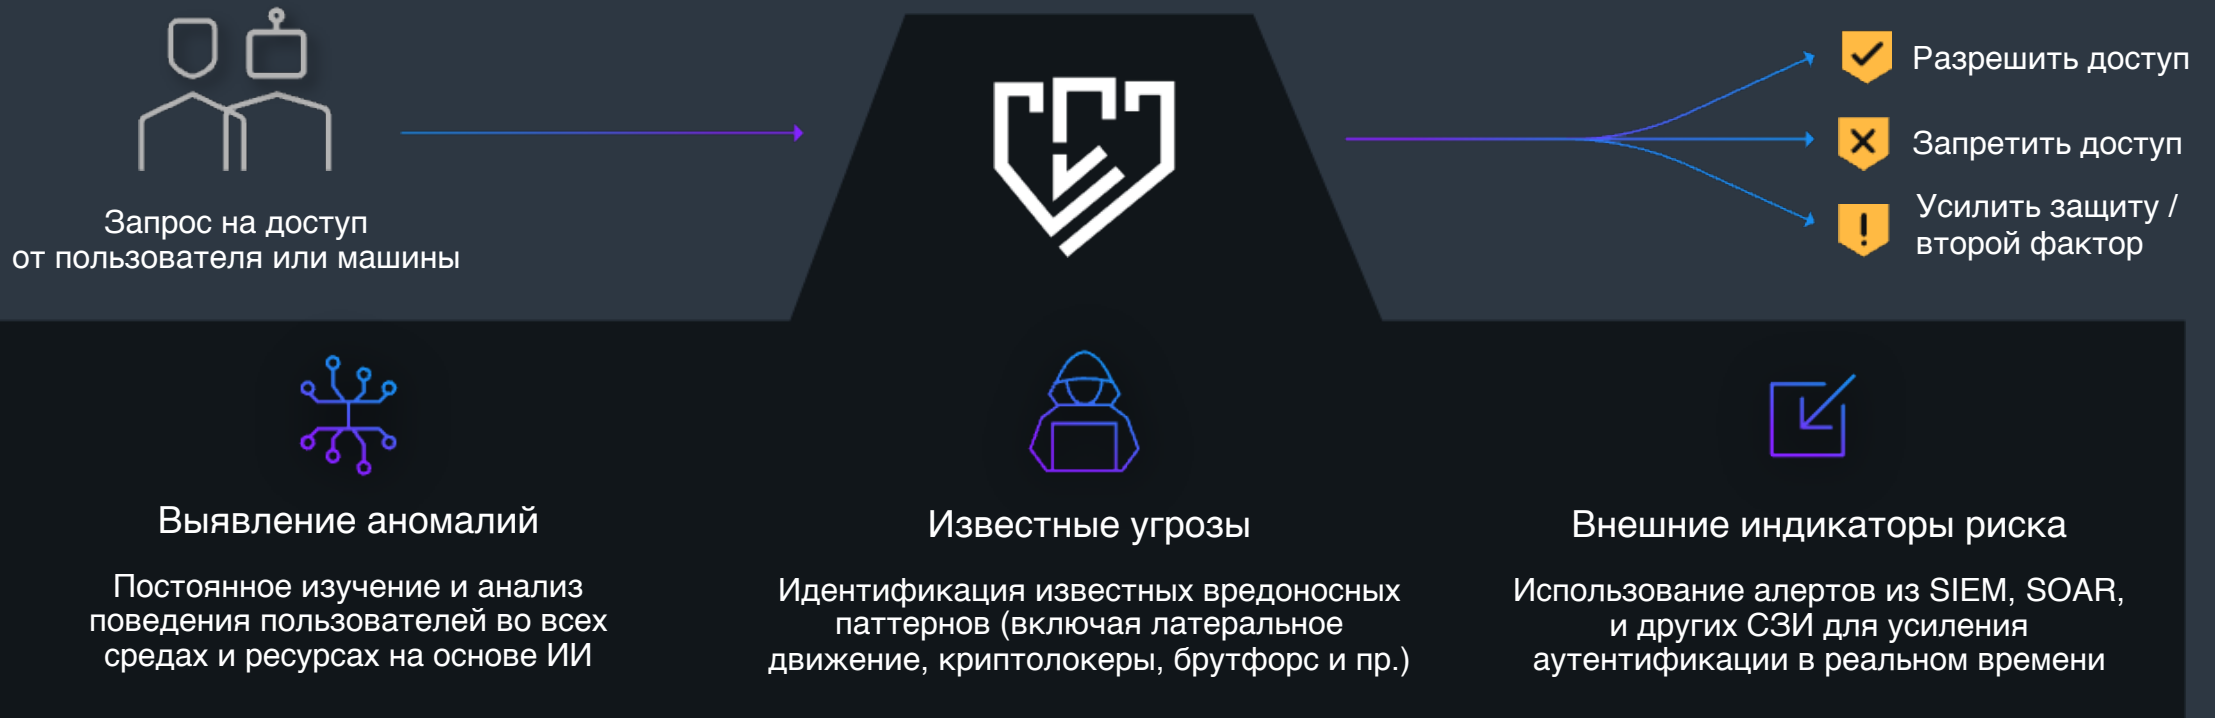 Запрос на доступ
от пользователя или машины
Разрешить доступ
Запретить доступ
Усилить защиту /
второй фактор
Выявление аномалий
Постоянное изучение и анализ
поведения пользователей во всех
средах и ресурсах на основе ИИ
Известные угрозы
Идентификация известных вредоносных
паттернов (включая латеральное
движение, криптолокеры, брутфорс и пр.)
Внешние индикаторы риска
Использование алертов из SIEM, SOAR,
и других СЗИ для усиления
аутентификации в реальном времени